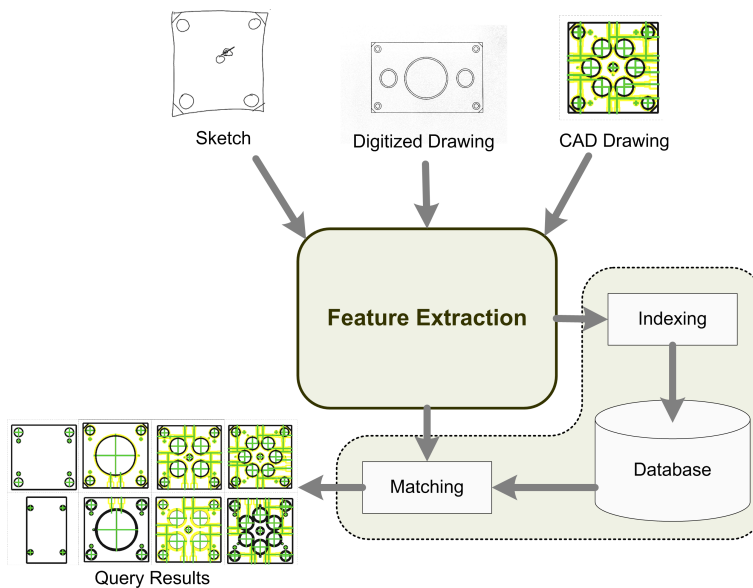 Sketch
Digitized Drawing
CAD Drawing
Feature Extraction
Indexing
Database
Matching
Query Results